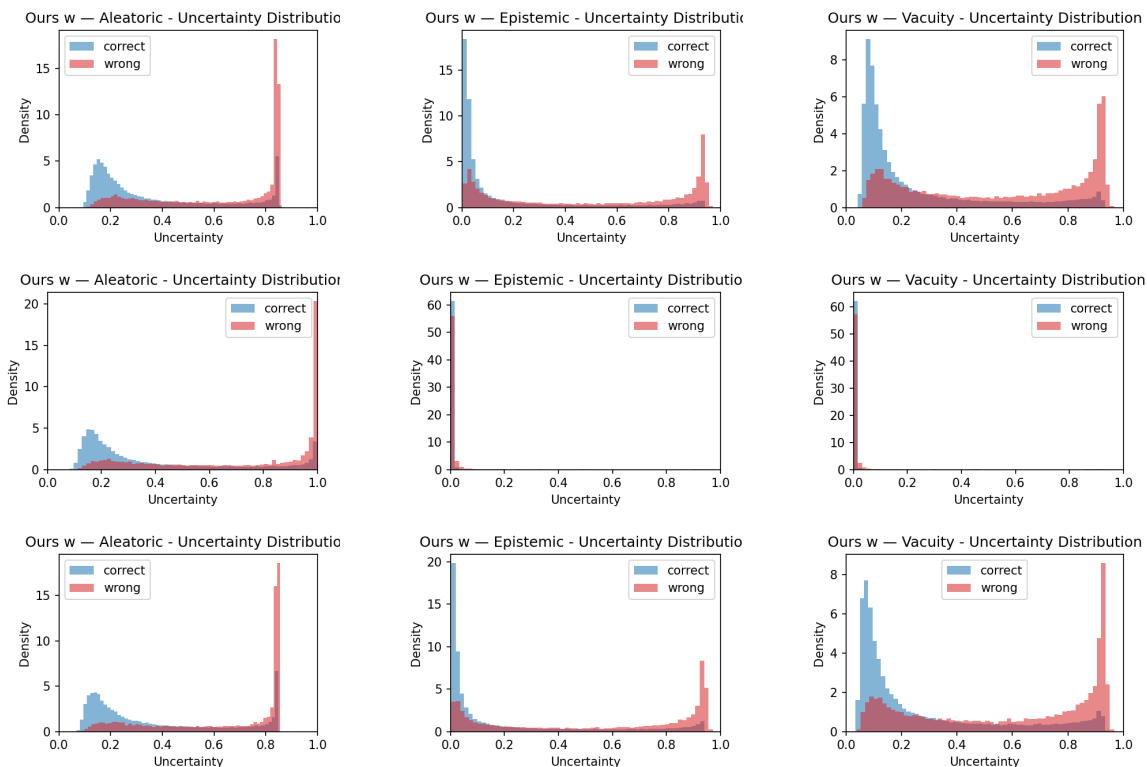 Ours w — Aleatoric - Uncertainty Distributio
correct
wrong
15
10
5
0
Density
0.0 0.2 0.4 0.6 0.8 1.0
Uncertainty
Ours w — Epistemic - Uncertainty Distributio
correct
wrong
15
10
5
0
Density
0.0 0.2 0.4 0.6 0.8 1.0
Uncertainty
Ours w — Vacuity - Uncertainty Distribution
correct
wrong
8
6
4
2
0
Density
0.0 0.2 0.4 0.6 0.8 1.0
Uncertainty
Ours w — Aleatoric - Uncertainty Distribution
correct
wrong
20
15
10
5
0
Density
0.0 0.2 0.4 0.6 0.8 1.0
Uncertainty
Ours w — Epistemic - Uncertainty Distributio
correct
wrong
60
50
40
30
20
10
0
Density
0.0 0.2 0.4 0.6 0.8 1.0
Uncertainty
Ours w — Vacuity - Uncertainty Distribution
correct
wrong
60
50
40
30
20
10
0
Density
0.0 0.2 0.4 0.6 0.8 1.0
Uncertainty
Ours w — Aleatoric - Uncertainty Distributio
correct
wrong
15
10
5
0
Density
0.0 0.2 0.4 0.6 0.8 1.0
Uncertainty
Ours w — Epistemic - Uncertainty Distributio
correct
wrong
20
15
10
5
0
Density
0.0 0.2 0.4 0.6 0.8 1.0
Uncertainty
Ours w — Vacuity - Uncertainty Distribution
correct
wrong
8
6
4
2
0
Density
0.0 0.2 0.4 0.6 0.8 1.0
Uncertainty